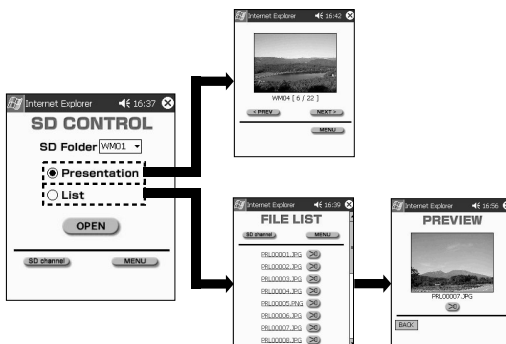 Internet Explorer 16:37
SD CONTROL
SD Folder WM01
Presentation
List
OPEN
SD channel MENU
Internet Explorer 16:42
WM04 [ 6 / 22 ]
< PREV NEXT >
MENU
Internet Explorer 16:39
FILE LIST
SD channel MENU
PRL00001.JPG
PRL00002.JPG
PRL00003.JPG
PRL00004.JPG
PRL00005.PNG
PRL00006.JPG
PRL00007.JPG
PRL00008.JPG
Internet Explorer 16:56
PREVIEW
PRL00007.JPG
BACK